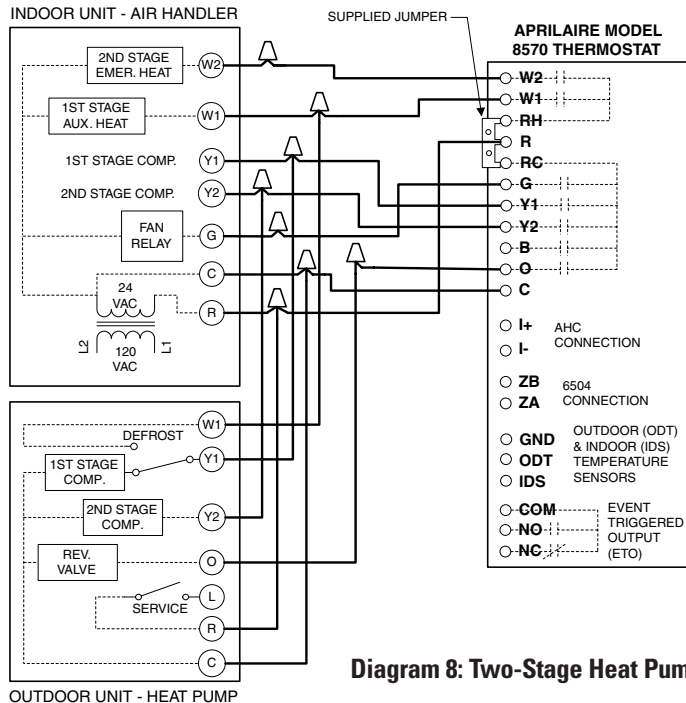 INDOOR UNIT - AIR HANDLER
2ND STAGE
EMER. HEAT
W2
1ST STAGE
AUX. HEAT
W1
1ST STAGE COMP.
Y1
2ND STAGE COMP.
Y2
FAN
RELAY
G
C
24
VAC
R
L2
120
VAC
L1
SUPPLIED JUMPER
APRILAIRE MODEL
8570 THERMOSTAT
W2
W1
RH
R
RC
G
Y1
Y2
B
O
C
I+
I-
AHC
CONNECTION
ZB
ZA
6504
CONNECTION
GND
ODT
IDS
OUTDOOR (ODT)
& INDOOR (IDS)
TEMPERATURE
SENSORS
COM
NO
NC
EVENT
TRIGGERED
OUTPUT
(ETO)
W1
DEFROST
Y1
1ST STAGE
COMP.
2ND STAGE
COMP.
Y2
REV.
VALVE
O
L
SERVICE
R
C
OUTDOOR UNIT - HEAT PUMP
Diagram 8: Two-Stage Heat Pum